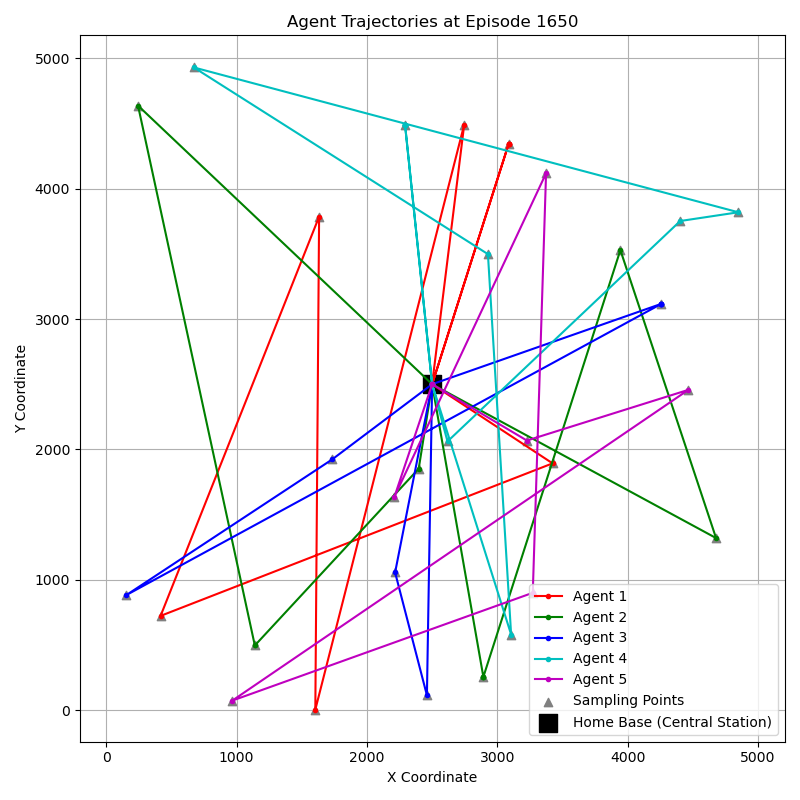 Agent Trajectories at Episode 1650
Y Coordinate
5000
4000
3000
2000
1000
0
Agent 1
Agent 2
Agent 3
Agent 4
Agent 5
Sampling Points
Home Base (Central Station)
0 1000 2000 3000 4000 5000
X Coordinate